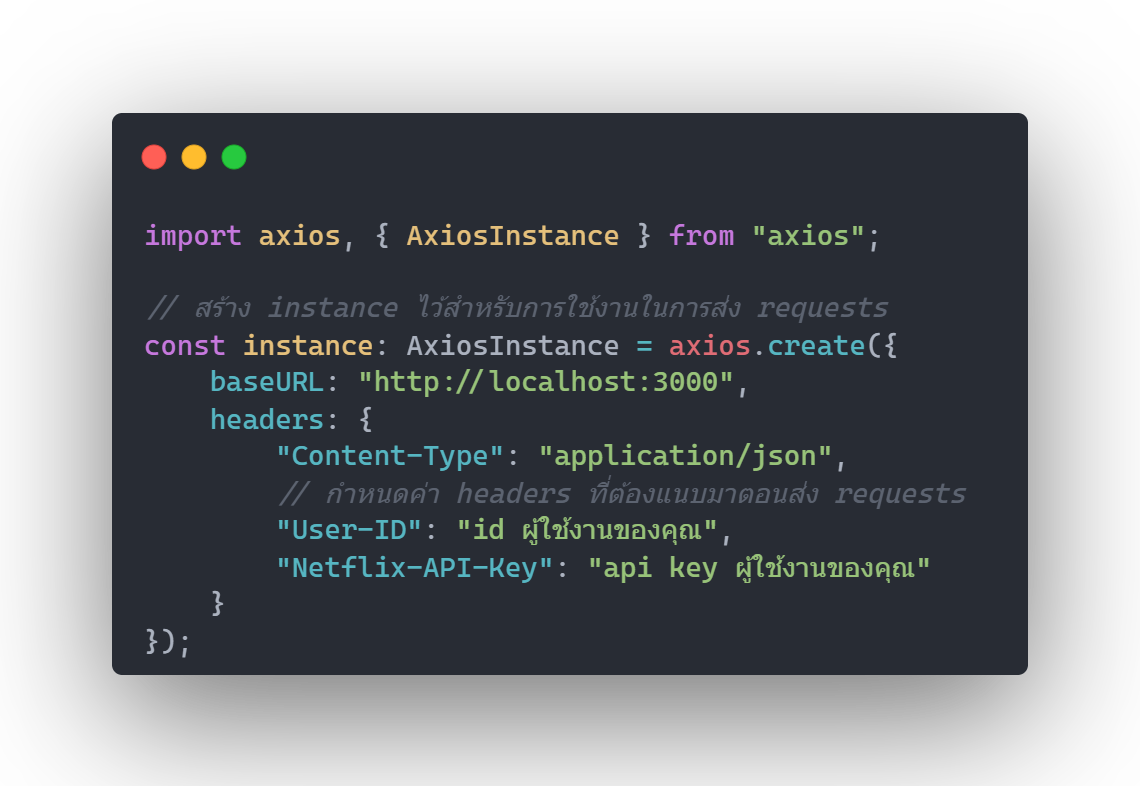 import axios, { AxiosInstance } from "axios";
// สร้าง instance ไว้สำหรับการใช้งานในการส่ง requests
const instance: AxiosInstance = axios.create({
baseURL: "http://localhost:3000",
headers: {
"Content-Type": "application/json",
// กำหนดค่า headers ที่ต้องแนบมาตอนส่ง requests
"User-ID": "id ผู้ใช้งานของคุณ",
"Netflix-API-Key": "api key ผู้ใช้งานของคุณ"
}
});